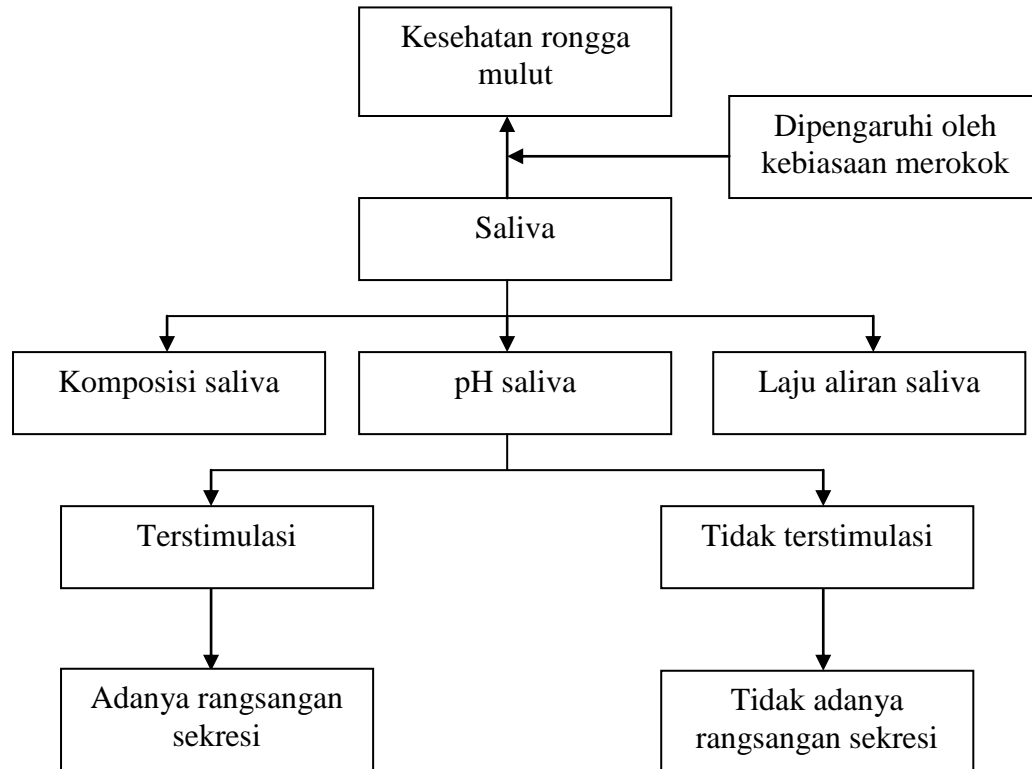 Kesehatan rongga
mulut
Dipengaruhi oleh
kebiasaan merokok
Saliva
Komposisi saliva
pH saliva
Laju aliran saliva
Terstimulasi
Tidak terstimulasi
Adanya rangsangan
sekresi
Tidak adanya
rangsangan sekresi